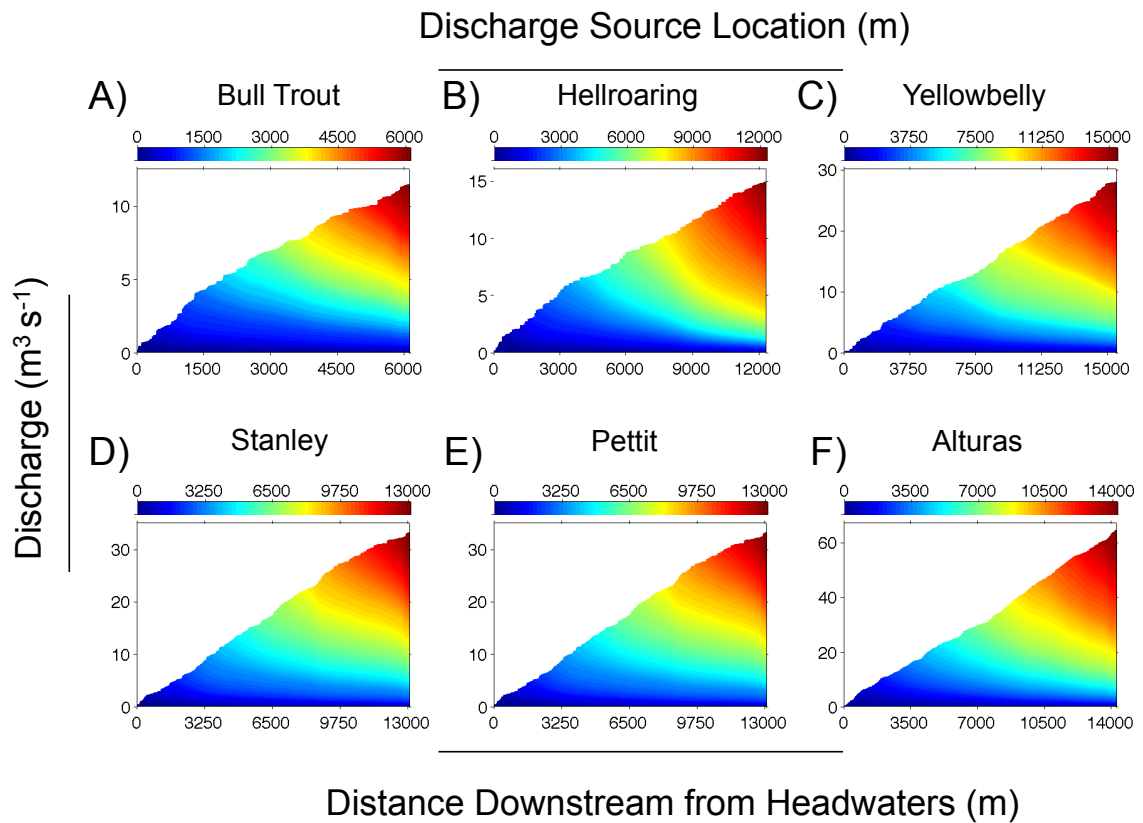 Discharge Source Location (m)
A) Bull Trout
B) Hellroaring
C) Yellowbelly
0 1500 3000 4500 6000
0 3000 6000 9000 12000
0 3750 7500 11250 15000
10
5
0
15
10
5
0
30
20
10
0
0 1500 3000 4500 6000
0 3000 6000 9000 12000
0 3750 7500 11250 15000
Discharge (m³ s⁻¹)
D) Stanley
E) Pettit
F) Alturas
0 3250 6500 9750 13000
0 3250 6500 9750 13000
0 3500 7000 10500 14000
30
20
10
0
30
20
10
0
60
40
20
0
0 3250 6500 9750 13000
0 3250 6500 9750 13000
0 3500 7000 10500 14000
Distance Downstream from Headwaters (m)